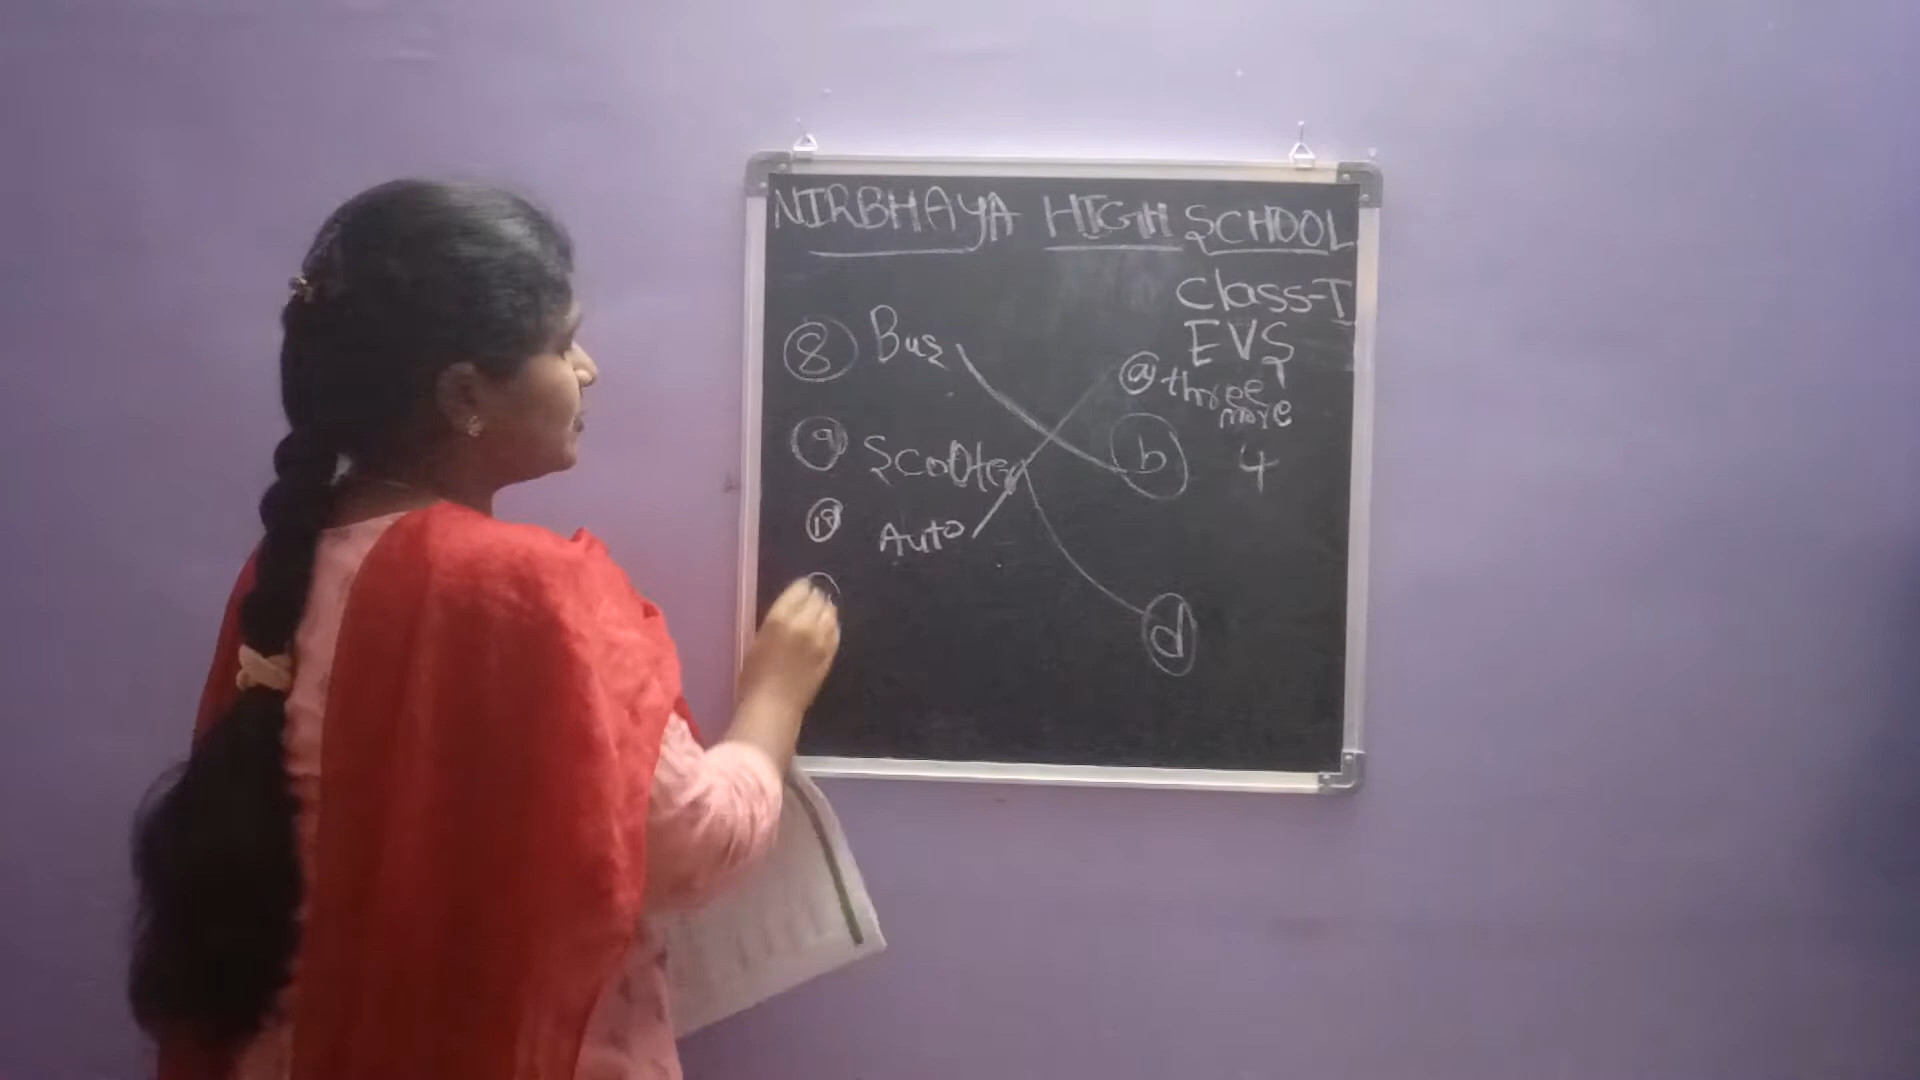 NIRBHAYA HIGH SCHOOL
Class-I
EVS
8 Bus
a three
more
9 Scooter
b 4
10 Auto
d